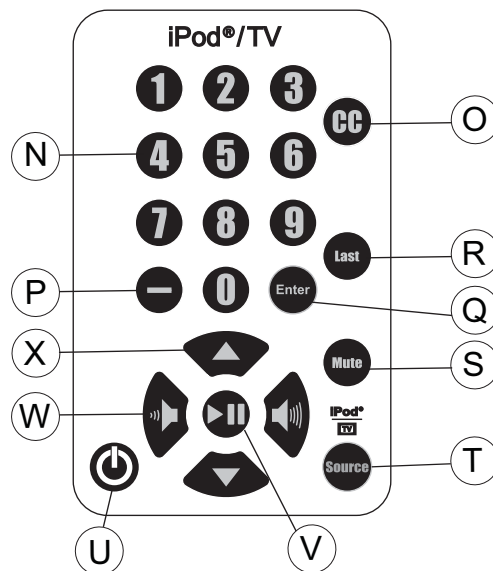 iPod®/TV
1 2 3
CC O
N 4 5 6
7 8 9
Last R
P - 0 Enter
Q
X
Mute S
W
iPod®
TV
Source T
U V